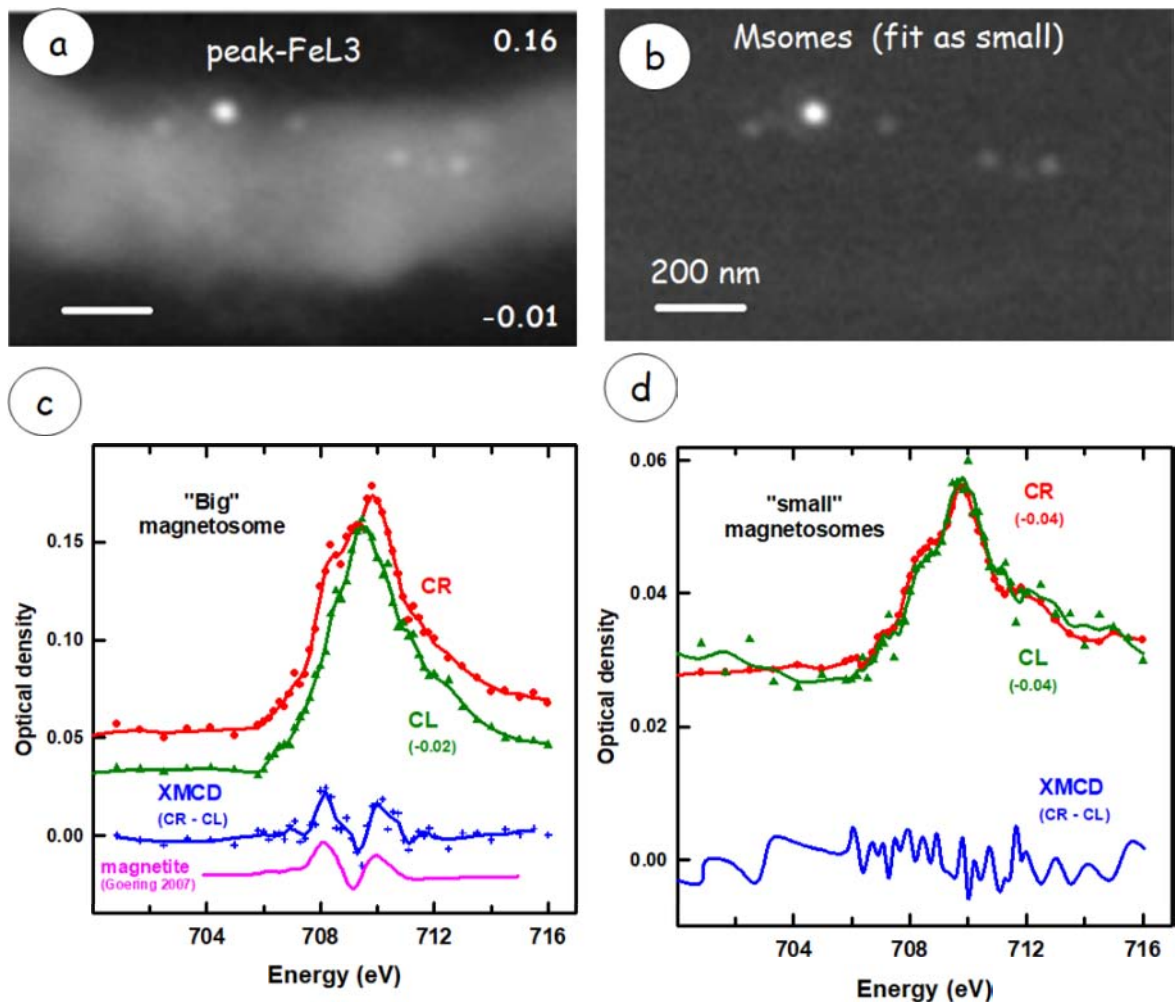 a
peak-FeL3
0.16
-0.01
b
Msomes (fit as small)
200 nm
c
"Big"
magnetosome
CR
CL
(-0.02)
XMCD
(CR - CL)
magnetite
(Goering 2007)
0.15
0.10
0.05
0.00
Optical density
704
708
712
716
Energy (eV)
d
"small"
magnetosomes
CR
(-0.04)
CL
(-0.04)
XMCD
(CR - CL)
0.06
0.04
0.02
0.00
Optical density
704
708
712
716
Energy (eV)